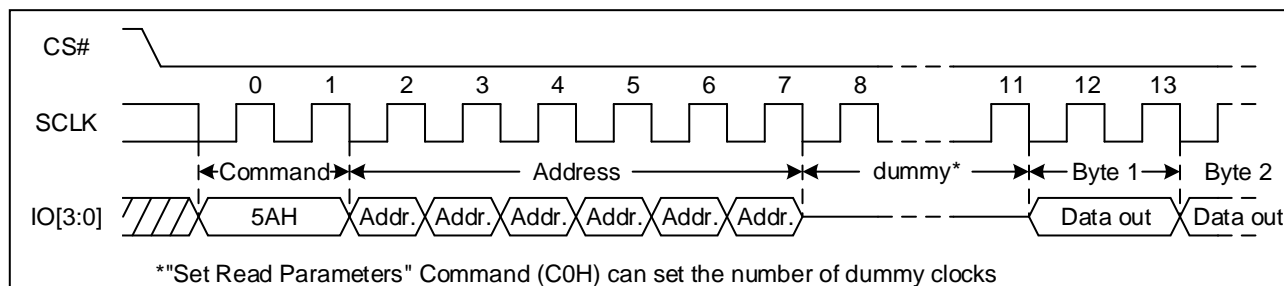 CS#
0 1 2 3 4 5 6 7 8 11 12 13
SCLK
Command Address dummy* Byte 1 Byte 2
IO[3:0] 5AH Addr. Addr. Addr. Addr. Addr. Addr. Data out Data out
*"Set Read Parameters" Command (C0H) can set the number of dummy clocks